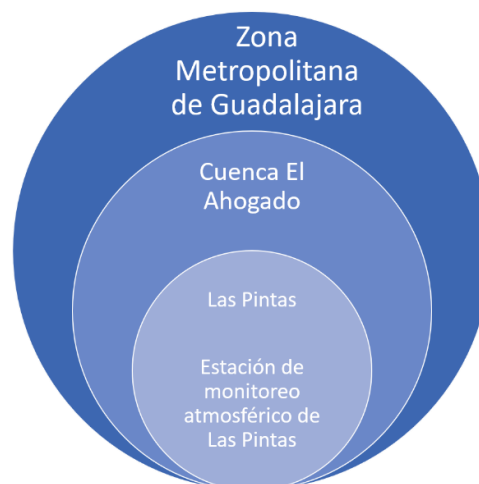 Zona
Metropolitana
de Guadalajara
Cuenca El
Ahogado
Las Pintas
Estación de
monitoreo
atmosférico de
Las Pintas